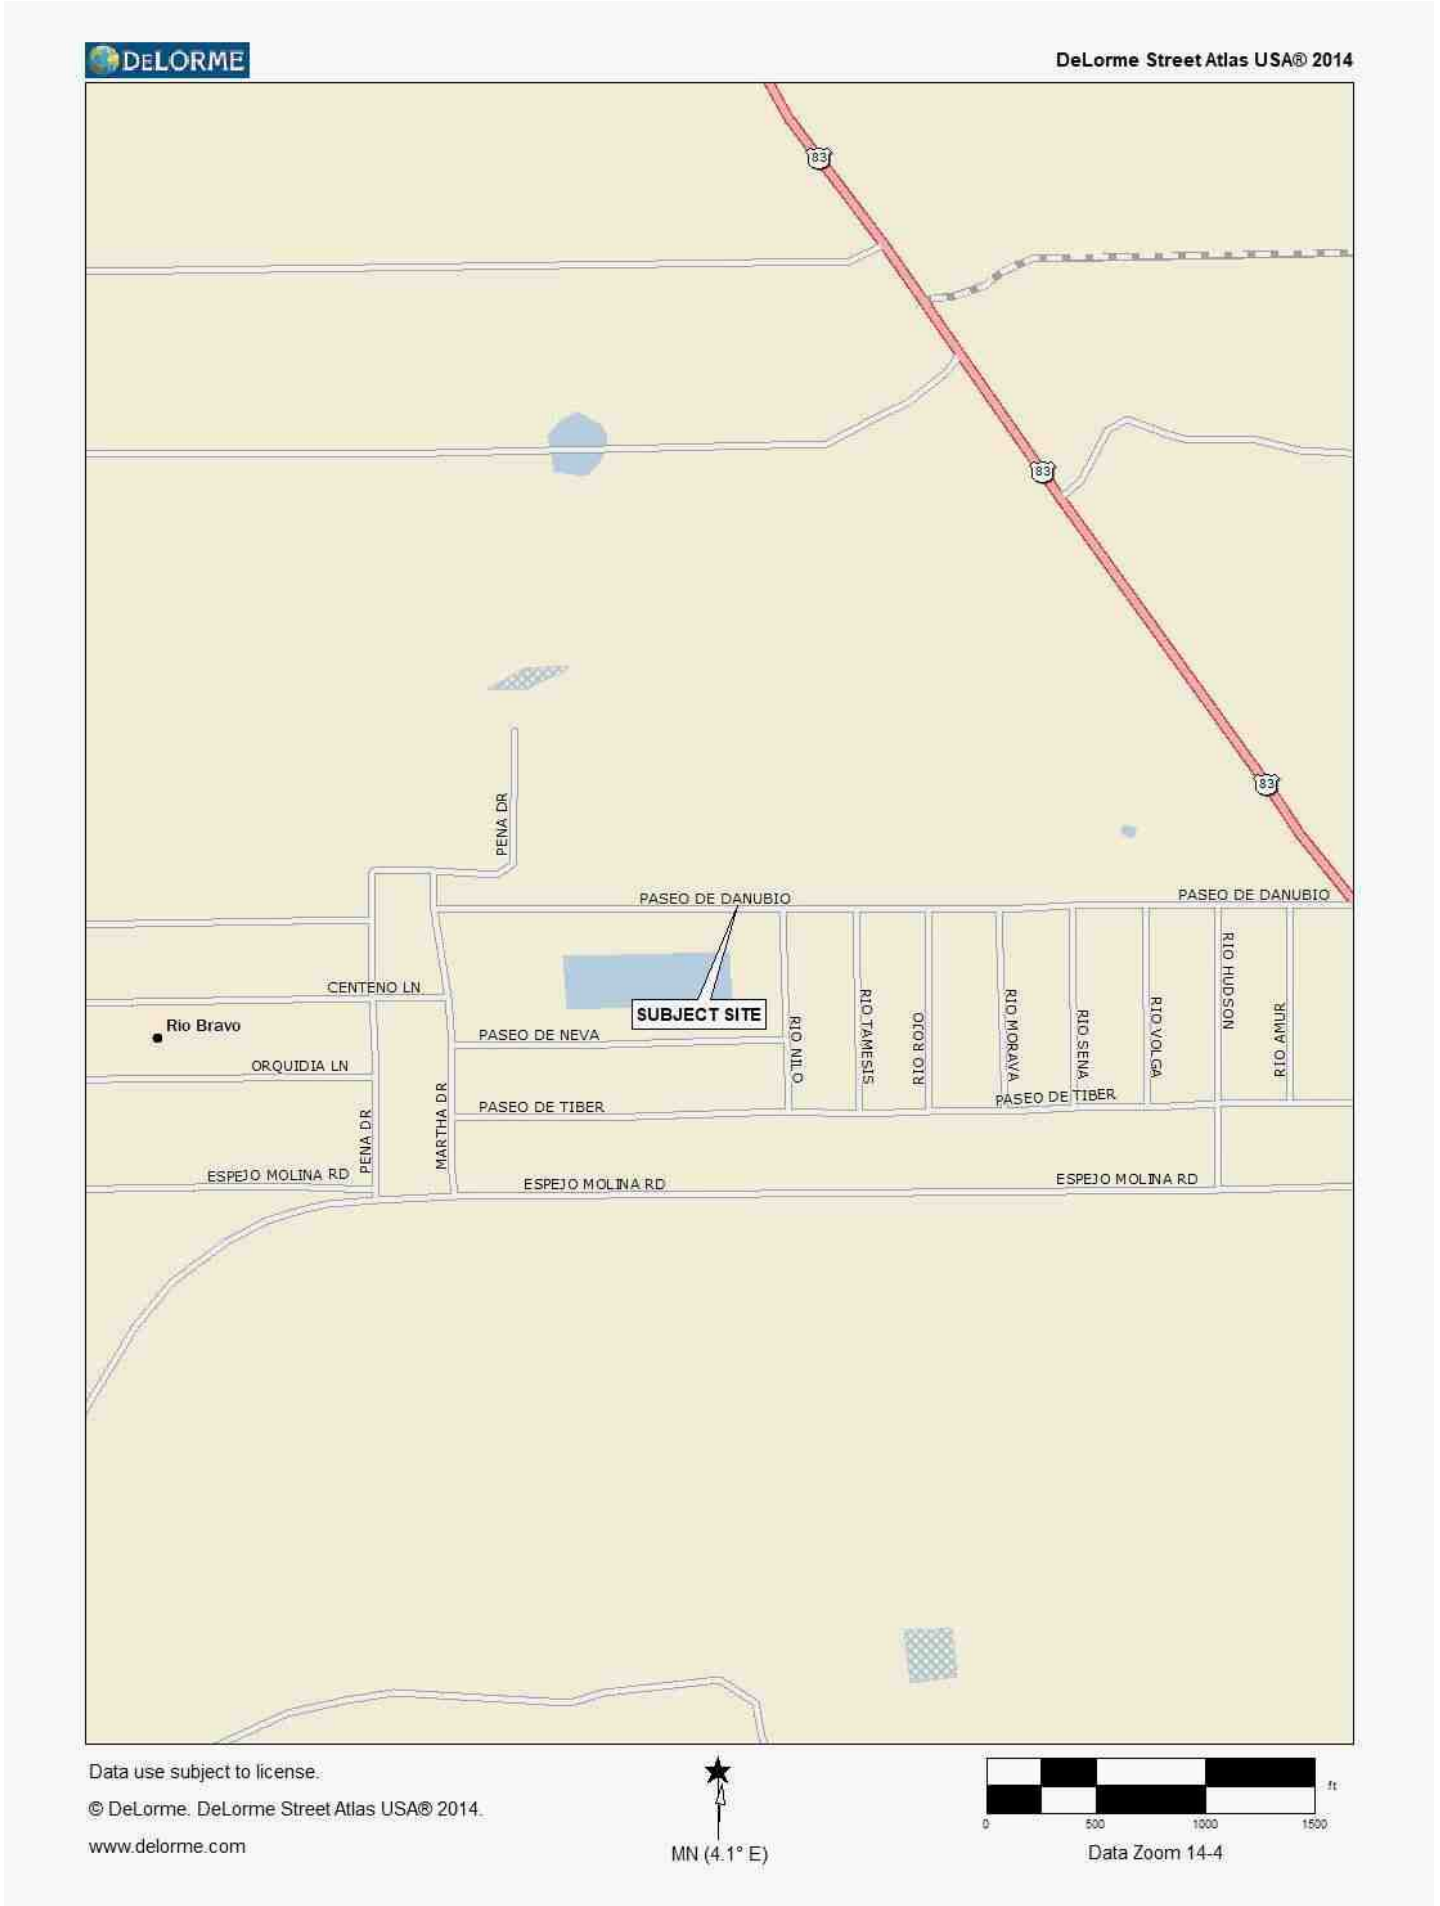 DELORME
DeLorme Street Atlas USA® 2014
83
83
83
PENA DR
PASEO DE DANUBIO
PASEO DE DANUBIO
CENTENO LN
SUBJECT SITE
Rio Bravo
ORQUIDIA LN
PASEO DE NEVA
PASEO DE TIBER
PASEO DE TIBER
RIO NILO
RIO TAMESIS
RIO ROJO
RIO MORAVA
RIO SENA
RIO VOLGA
RIO HUDSON
RIO AMUR
PENA DR
MARTHA DR
ESPEJO MOLINA RD
ESPEJO MOLINA RD
ESPEJO MOLINA RD
Data use subject to license.
© DeLorme. DeLorme Street Atlas USA® 2014.
www.delorme.com
MN (4.1° E)
ft
0 500 1000 1500
Data Zoom 14-4